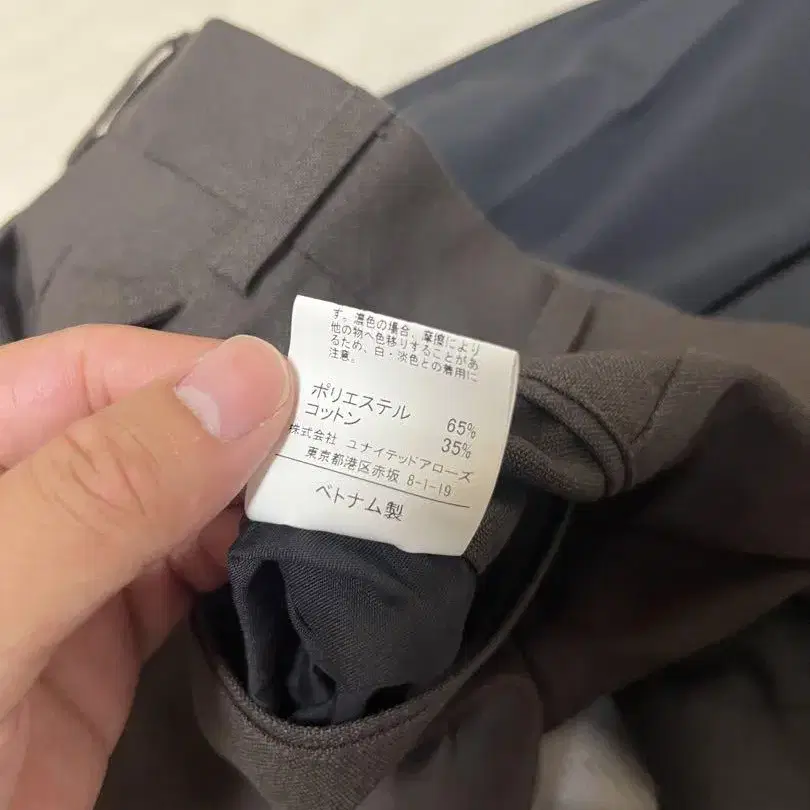 す。濃色の場合、摩擦により
他の物へ色移りすることがあ
るため、白・淡色との着用に
注意。
ポリエステル 65%
コットン 35%
株式会社 ユナイテッドアローズ
東京都港区赤坂 8-1-19
ベトナム製